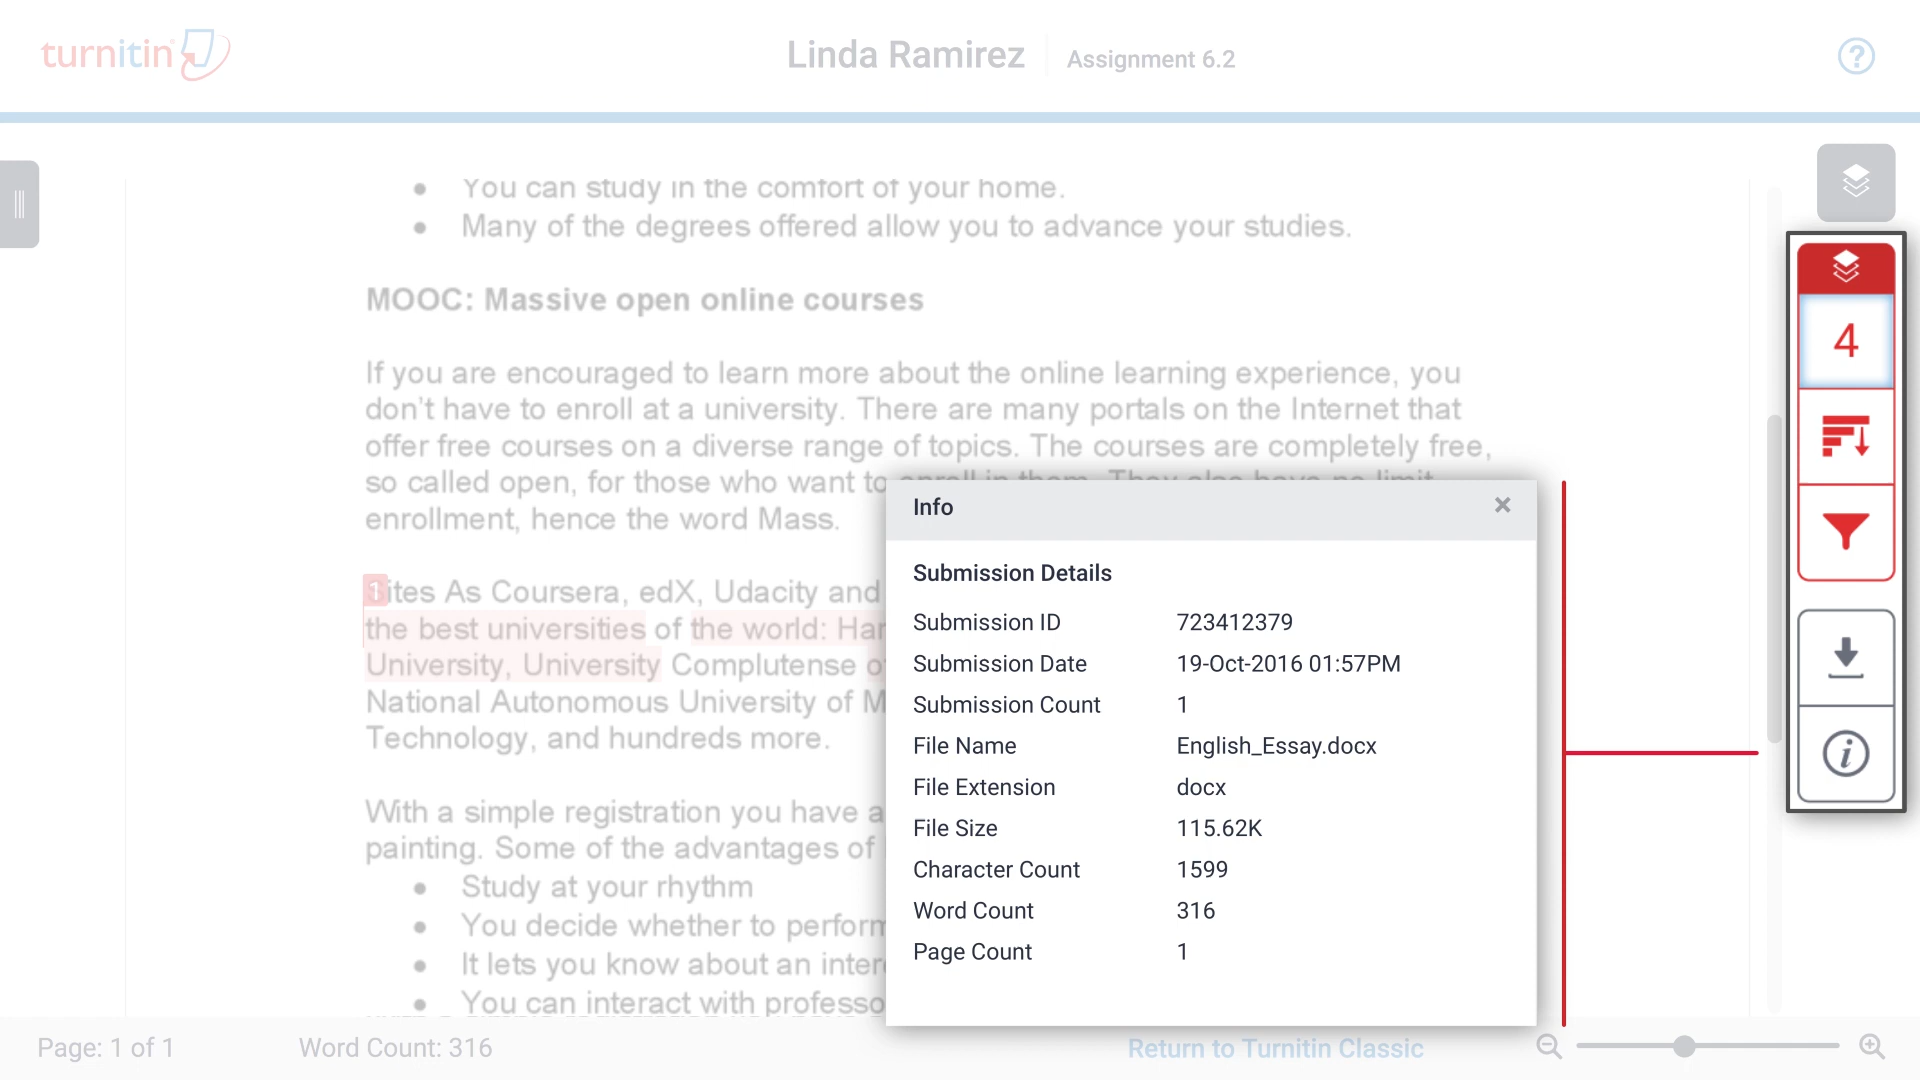 turnitin
Linda Ramirez
Assignment 6.2
?
You can study in the comfort of your home.
Many of the degrees offered allow you to advance your studies.
MOOC: Massive open online courses
If you are encouraged to learn more about the online learning experience, you
don't have to enroll at a university. There are many portals on the Internet that
offer free courses on a diverse range of topics. The courses are completely free,
so called open, for those who want to enroll in them. They also have no limit
enrollment, hence the word Mass.
1
Sites As Coursera, edX, Udacity and
the best universities of the world: Har
University, University Complutense o
National Autonomous University of M
Technology, and hundreds more.
With a simple registration you have a
painting. Some of the advantages of
Study at your rhythm
You decide whether to perform
It lets you know about an inter
You can interact with professo
Info
×
Submission Details
Submission ID 723412379
Submission Date 19-Oct-2016 01:57PM
Submission Count 1
File Name English_Essay.docx
File Extension docx
File Size 115.62K
Character Count 1599
Word Count 316
Page Count 1
4
i
Page: 1 of 1
Word Count: 316
Return to Turnitin Classic